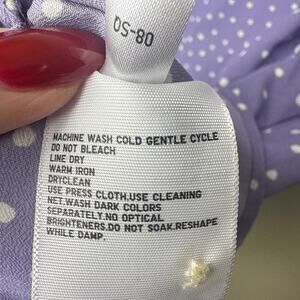 08-50
MACHINE WASH COLD GENTLE CYCLE
DO NOT BLEACH
LINE DRY
WARM IRON
DRYCLEAN
USE PRESS CLOTH.USE CLEANING
NET.WASH DARK COLORS
SEPARATELY.NO OPTICAL
BRIGHTENERS.DO NOT SOAK.RESHAPE
WHILE DAMP.